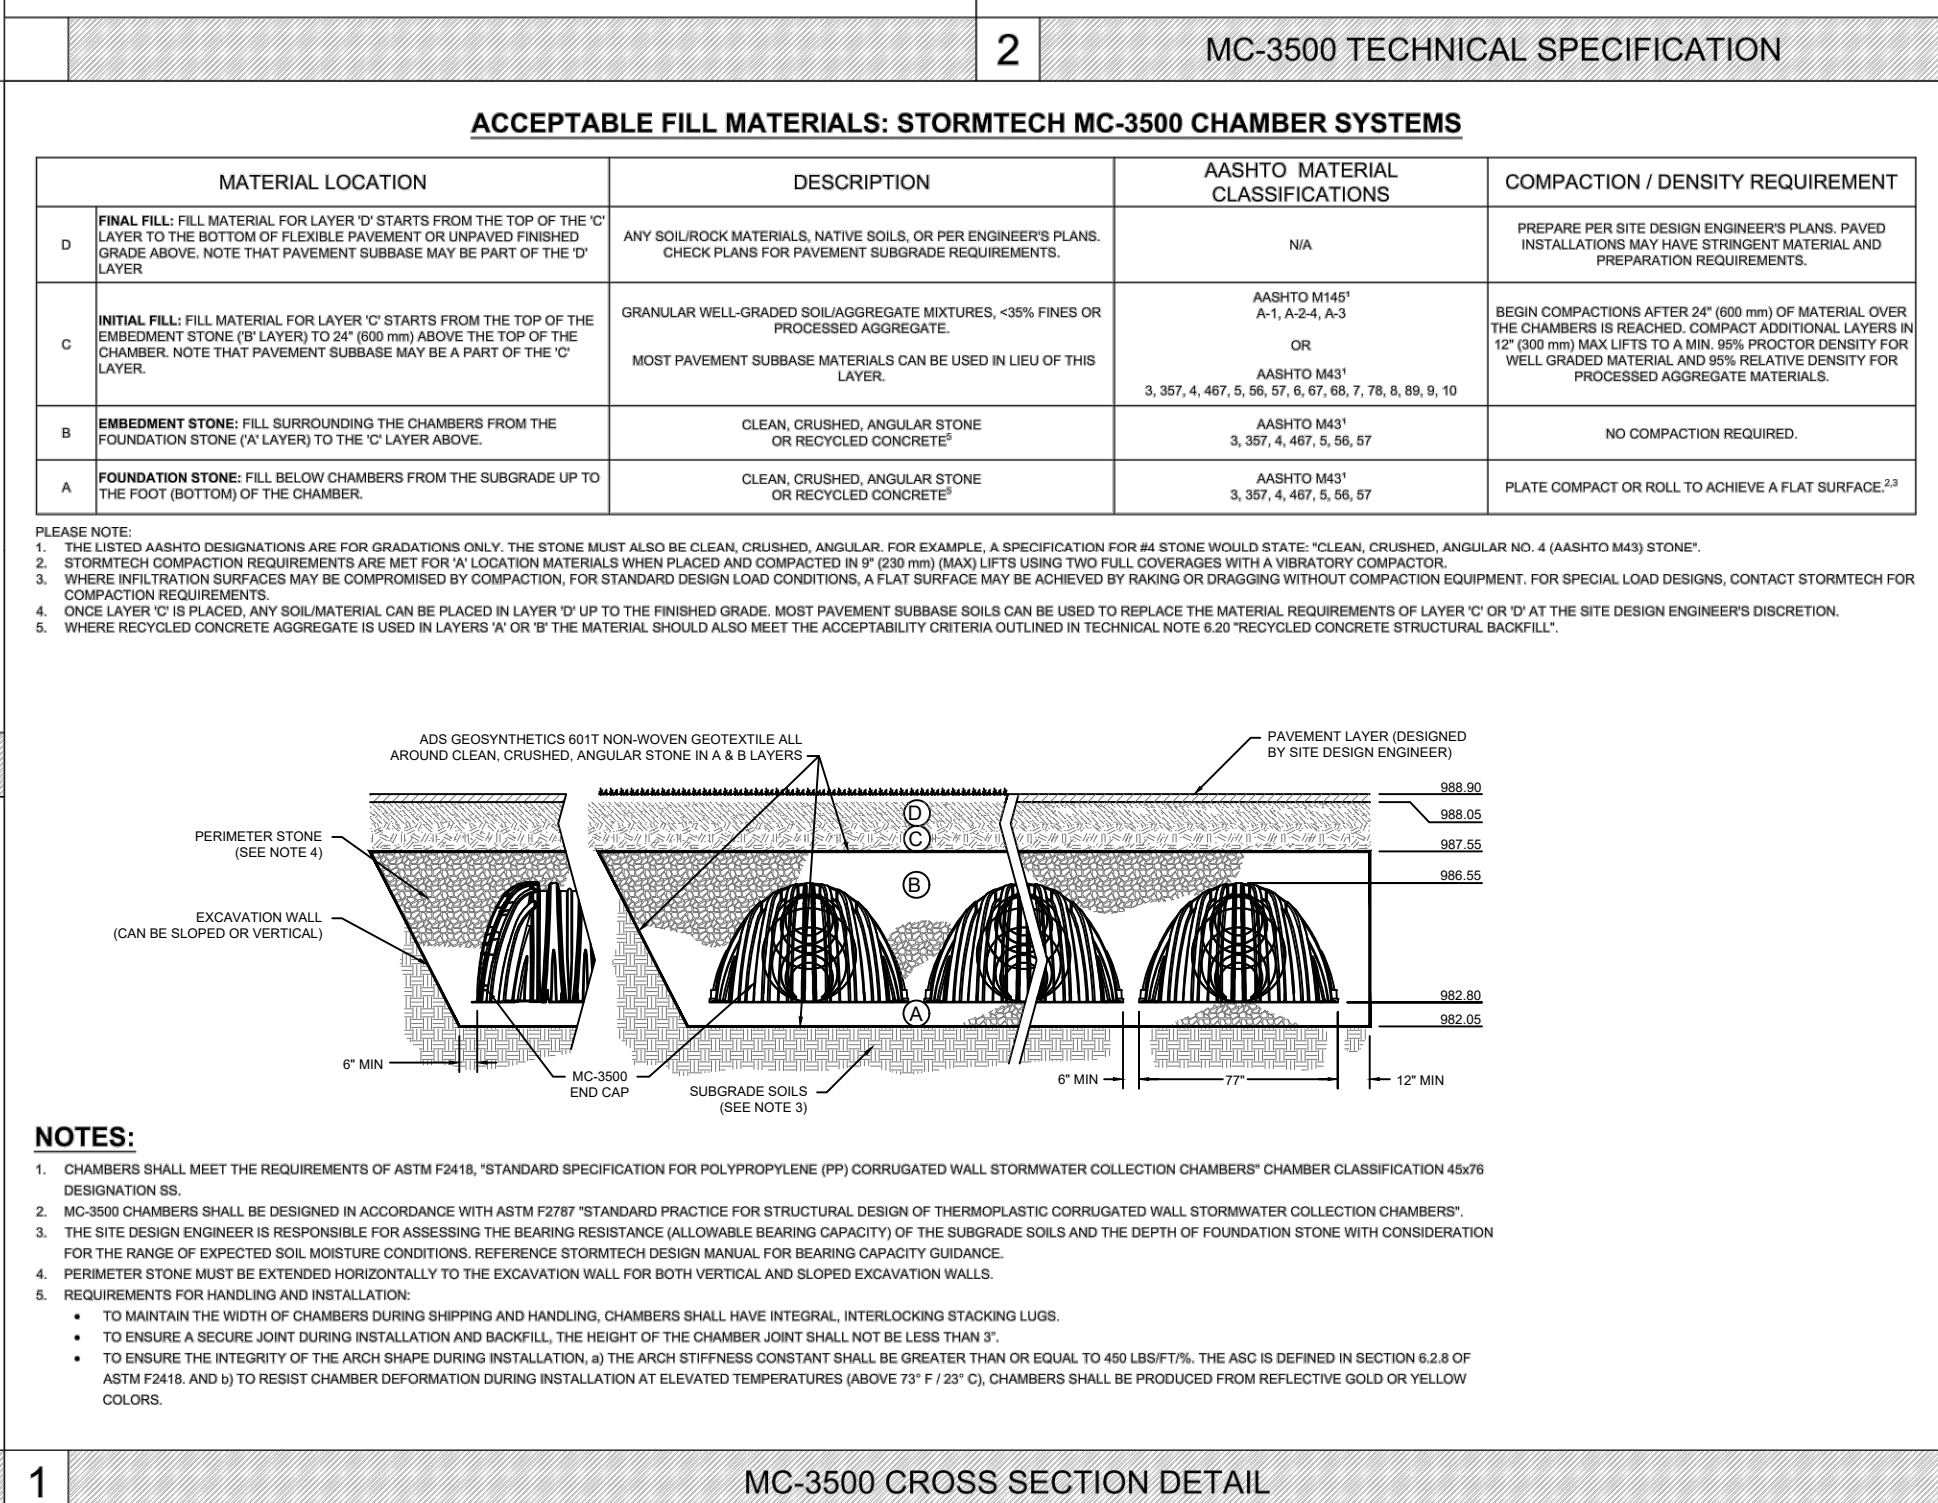 2
MC-3500 TECHNICAL SPECIFICATION
ACCEPTABLE FILL MATERIALS: STORMTECH MC-3500 CHAMBER SYSTEMS
MATERIAL LOCATION
DESCRIPTION
AASHTO MATERIAL
CLASSIFICATIONS
COMPACTION / DENSITY REQUIREMENT
D
FINAL FILL: FILL MATERIAL FOR LAYER 'D' STARTS FROM THE TOP OF THE 'C'
LAYER TO THE BOTTOM OF FLEXIBLE PAVEMENT OR UNPAVED FINISHED
GRADE ABOVE. NOTE THAT PAVEMENT SUBBASE MAY BE PART OF THE 'D'
LAYER
ANY SOIL/ROCK MATERIALS, NATIVE SOILS, OR PER ENGINEER'S PLANS.
CHECK PLANS FOR PAVEMENT SUBGRADE REQUIREMENTS.
N/A
PREPARE PER SITE DESIGN ENGINEER'S PLANS. PAVED
INSTALLATIONS MAY HAVE STRINGENT MATERIAL AND
PREPARATION REQUIREMENTS.
C
INITIAL FILL: FILL MATERIAL FOR LAYER 'C' STARTS FROM THE TOP OF THE
EMBEDMENT STONE ('B' LAYER) TO 24" (600 mm) ABOVE THE TOP OF THE
CHAMBER. NOTE THAT PAVEMENT SUBBASE MAY BE A PART OF THE 'C'
LAYER.
GRANULAR WELL-GRADED SOIL/AGGREGATE MIXTURES, <35% FINES OR
PROCESSED AGGREGATE.
MOST PAVEMENT SUBBASE MATERIALS CAN BE USED IN LIEU OF THIS
LAYER.
AASHTO M145¹
A-1, A-2-4, A-3
OR
AASHTO M43¹
3, 357, 4, 467, 5, 56, 57, 6, 67, 68, 7, 78, 8, 89, 9, 10
BEGIN COMPACTIONS AFTER 24" (600 mm) OF MATERIAL OVER
THE CHAMBERS IS REACHED. COMPACT ADDITIONAL LAYERS IN
12" (300 mm) MAX LIFTS TO A MIN. 95% PROCTOR DENSITY FOR
WELL GRADED MATERIAL AND 95% RELATIVE DENSITY FOR
PROCESSED AGGREGATE MATERIALS.
B
EMBEDMENT STONE: FILL SURROUNDING THE CHAMBERS FROM THE
FOUNDATION STONE ('A' LAYER) TO THE 'C' LAYER ABOVE.
CLEAN, CRUSHED, ANGULAR STONE
OR RECYCLED CONCRETE⁵
AASHTO M43¹
3, 357, 4, 467, 5, 56, 57
NO COMPACTION REQUIRED.
A
FOUNDATION STONE: FILL BELOW CHAMBERS FROM THE SUBGRADE UP TO
THE FOOT (BOTTOM) OF THE CHAMBER.
CLEAN, CRUSHED, ANGULAR STONE
OR RECYCLED CONCRETE⁵
AASHTO M43¹
3, 357, 4, 467, 5, 56, 57
PLATE COMPACT OR ROLL TO ACHIEVE A FLAT SURFACE.²,³
PLEASE NOTE:
1. THE LISTED AASHTO DESIGNATIONS ARE FOR GRADATIONS ONLY. THE STONE MUST ALSO BE CLEAN, CRUSHED, ANGULAR. FOR EXAMPLE, A SPECIFICATION FOR #4 STONE WOULD STATE: "CLEAN, CRUSHED, ANGULAR NO. 4 (AASHTO M43) STONE".
2. STORMTECH COMPACTION REQUIREMENTS ARE MET FOR 'A' LOCATION MATERIALS WHEN PLACED AND COMPACTED IN 9" (230 mm) (MAX) LIFTS USING TWO FULL COVERAGES WITH A VIBRATORY COMPACTOR.
3. WHERE INFILTRATION SURFACES MAY BE COMPROMISED BY COMPACTION, FOR STANDARD DESIGN LOAD CONDITIONS, A FLAT SURFACE MAY BE ACHIEVED BY RAKING OR DRAGGING WITHOUT COMPACTION EQUIPMENT. FOR SPECIAL LOAD DESIGNS, CONTACT STORMTECH FOR
COMPACTION REQUIREMENTS.
4. ONCE LAYER 'C' IS PLACED, ANY SOIL/MATERIAL CAN BE PLACED IN LAYER 'D' UP TO THE FINISHED GRADE. MOST PAVEMENT SUBBASE SOILS CAN BE USED TO REPLACE THE MATERIAL REQUIREMENTS OF LAYER 'C' OR 'D' AT THE SITE DESIGN ENGINEER'S DISCRETION.
5. WHERE RECYCLED CONCRETE AGGREGATE IS USED IN LAYERS 'A' OR 'B' THE MATERIAL SHOULD ALSO MEET THE ACCEPTABILITY CRITERIA OUTLINED IN TECHNICAL NOTE 6.20 "RECYCLED CONCRETE STRUCTURAL BACKFILL".
ADS GEOSYNTHETICS 601T NON-WOVEN GEOTEXTILE ALL
AROUND CLEAN, CRUSHED, ANGULAR STONE IN A & B LAYERS
PAVEMENT LAYER (DESIGNED
BY SITE DESIGN ENGINEER)
988.90
988.05
987.55
986.55
982.80
982.05
PERIMETER STONE
(SEE NOTE 4)
EXCAVATION WALL
(CAN BE SLOPED OR VERTICAL)
D
C
B
A
6" MIN
MC-3500
END CAP
SUBGRADE SOILS
(SEE NOTE 3)
6" MIN
77"
12" MIN
NOTES:
1. CHAMBERS SHALL MEET THE REQUIREMENTS OF ASTM F2418, "STANDARD SPECIFICATION FOR POLYPROPYLENE (PP) CORRUGATED WALL STORMWATER COLLECTION CHAMBERS" CHAMBER CLASSIFICATION 45x76
DESIGNATION SS.
2. MC-3500 CHAMBERS SHALL BE DESIGNED IN ACCORDANCE WITH ASTM F2787 "STANDARD PRACTICE FOR STRUCTURAL DESIGN OF THERMOPLASTIC CORRUGATED WALL STORMWATER COLLECTION CHAMBERS".
3. THE SITE DESIGN ENGINEER IS RESPONSIBLE FOR ASSESSING THE BEARING RESISTANCE (ALLOWABLE BEARING CAPACITY) OF THE SUBGRADE SOILS AND THE DEPTH OF FOUNDATION STONE WITH CONSIDERATION
FOR THE RANGE OF EXPECTED SOIL MOISTURE CONDITIONS. REFERENCE STORMTECH DESIGN MANUAL FOR BEARING CAPACITY GUIDANCE.
4. PERIMETER STONE MUST BE EXTENDED HORIZONTALLY TO THE EXCAVATION WALL FOR BOTH VERTICAL AND SLOPED EXCAVATION WALLS.
5. REQUIREMENTS FOR HANDLING AND INSTALLATION:
• TO MAINTAIN THE WIDTH OF CHAMBERS DURING SHIPPING AND HANDLING, CHAMBERS SHALL HAVE INTEGRAL, INTERLOCKING STACKING LUGS.
• TO ENSURE A SECURE JOINT DURING INSTALLATION AND BACKFILL, THE HEIGHT OF THE CHAMBER JOINT SHALL NOT BE LESS THAN 3".
• TO ENSURE THE INTEGRITY OF THE ARCH SHAPE DURING INSTALLATION, a) THE ARCH STIFFNESS CONSTANT SHALL BE GREATER THAN OR EQUAL TO 450 LBS/FT/%. THE ASC IS DEFINED IN SECTION 6.2.8 OF
ASTM F2418. AND b) TO RESIST CHAMBER DEFORMATION DURING INSTALLATION AT ELEVATED TEMPERATURES (ABOVE 73° F / 23° C), CHAMBERS SHALL BE PRODUCED FROM REFLECTIVE GOLD OR YELLOW
COLORS.
1
MC-3500 CROSS SECTION DETAIL